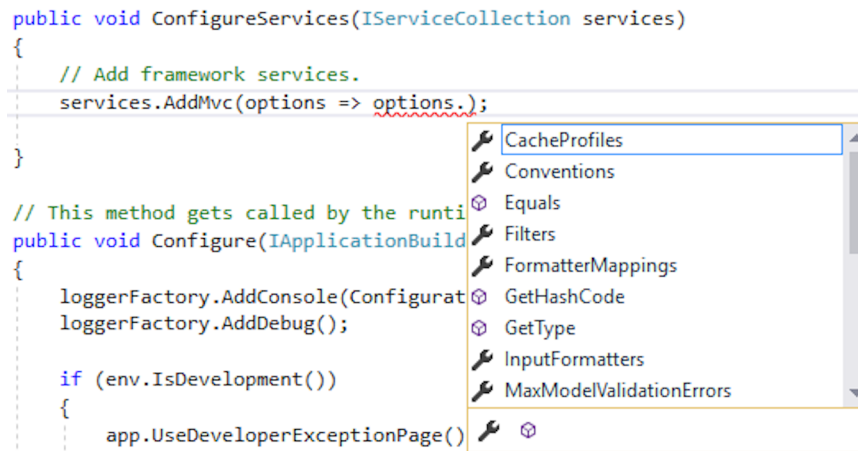 public void ConfigureServices(IServiceCollection services)
{
// Add framework services.
services.AddMvc(options => options.);
}
// This method gets called by the runti
public void Configure(IApplicationBuild
{
loggerFactory.AddConsole(Configurat
loggerFactory.AddDebug();
if (env.IsDevelopment())
{
app.UseDeveloperExceptionPage()
CacheProfiles
Conventions
Equals
Filters
FormatterMappings
GetHashCode
GetType
InputFormatters
MaxModelValidationErrors